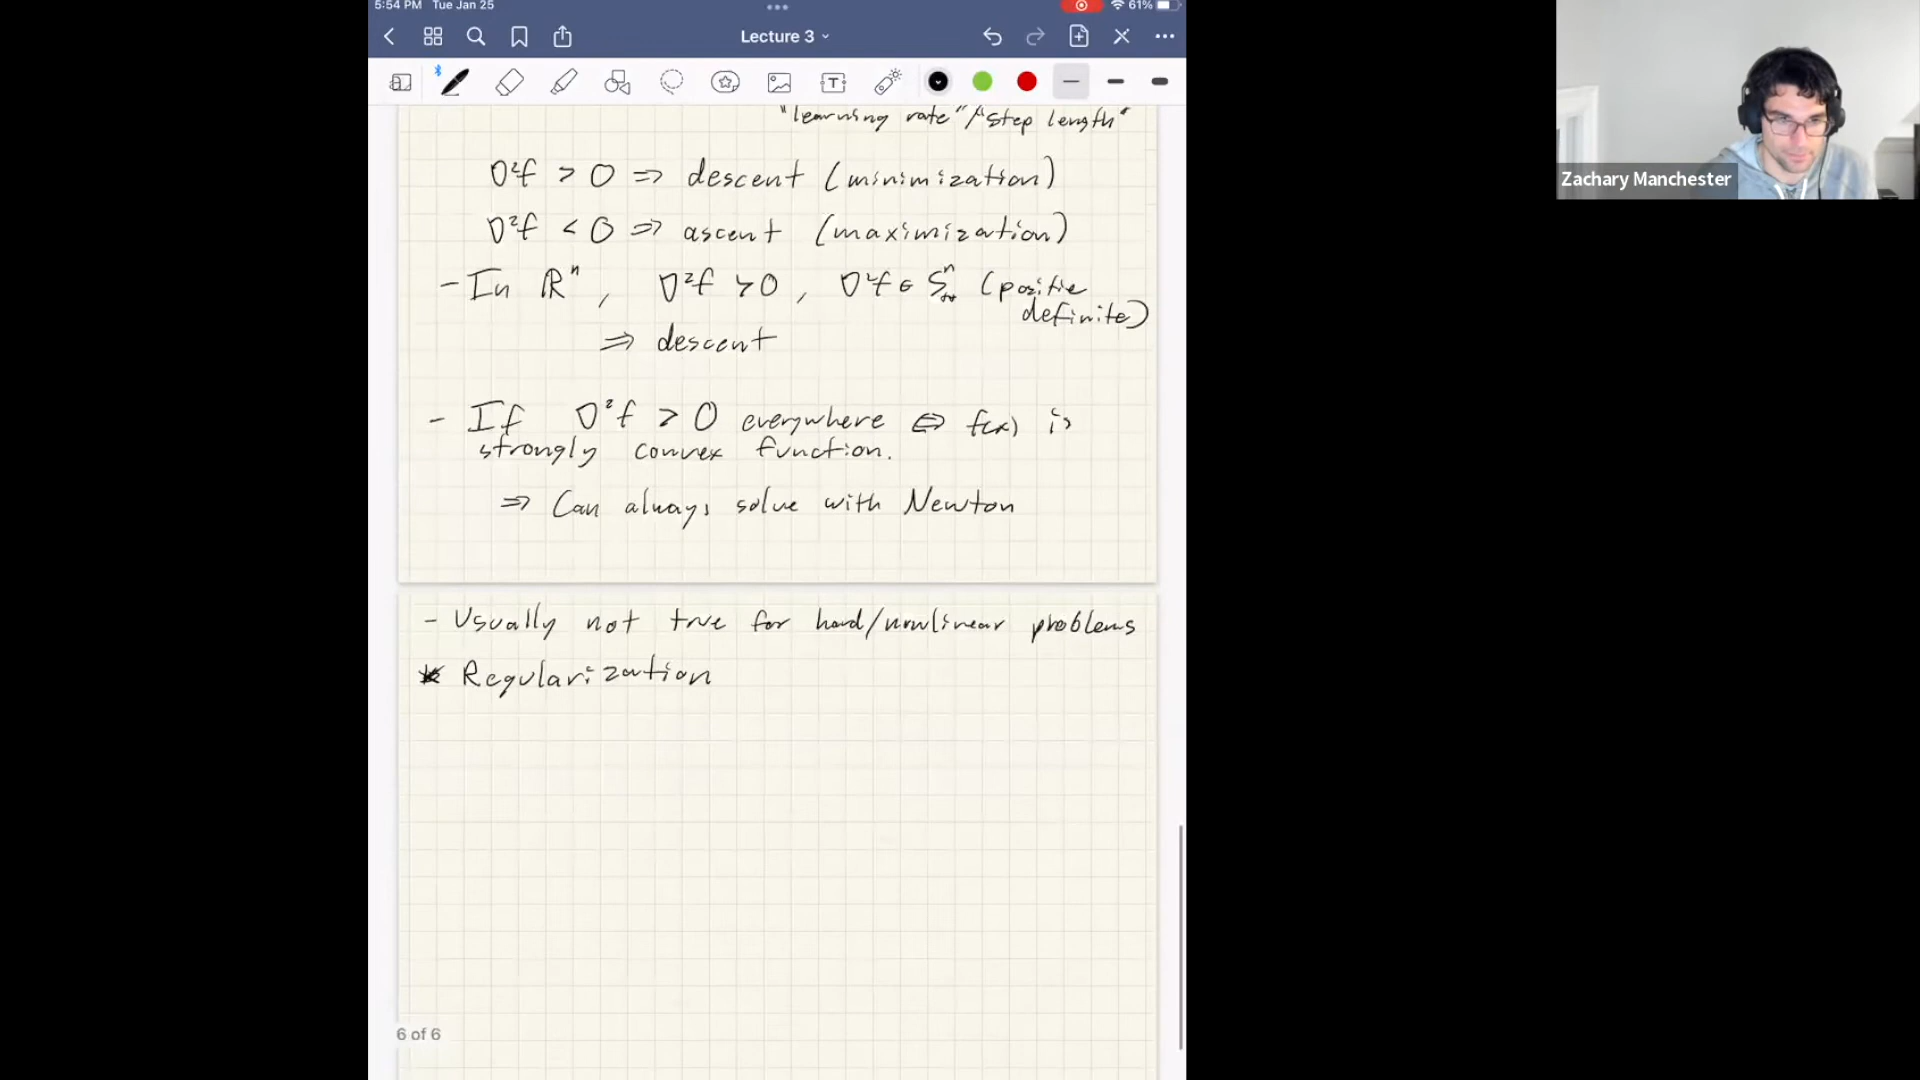 5:54 PM Tue Jan 25
61%
Lecture 3
Zachary Manchester
"learning rate"/"step length"
∇²f > 0 ⇒ descent (minimization)
∇²f < 0 ⇒ ascent (maximization)
- In ℝⁿ, ∇²f ≻ 0, ∇²f ∈ Sⁿ₊₊ (positive
definite)
⇒ descent
- If ∇²f > 0 everywhere ⇔ f(x) is
strongly convex function.
⇒ Can always solve with Newton
- Usually not true for hard/nonlinear problems
* Regularization
6 of 6